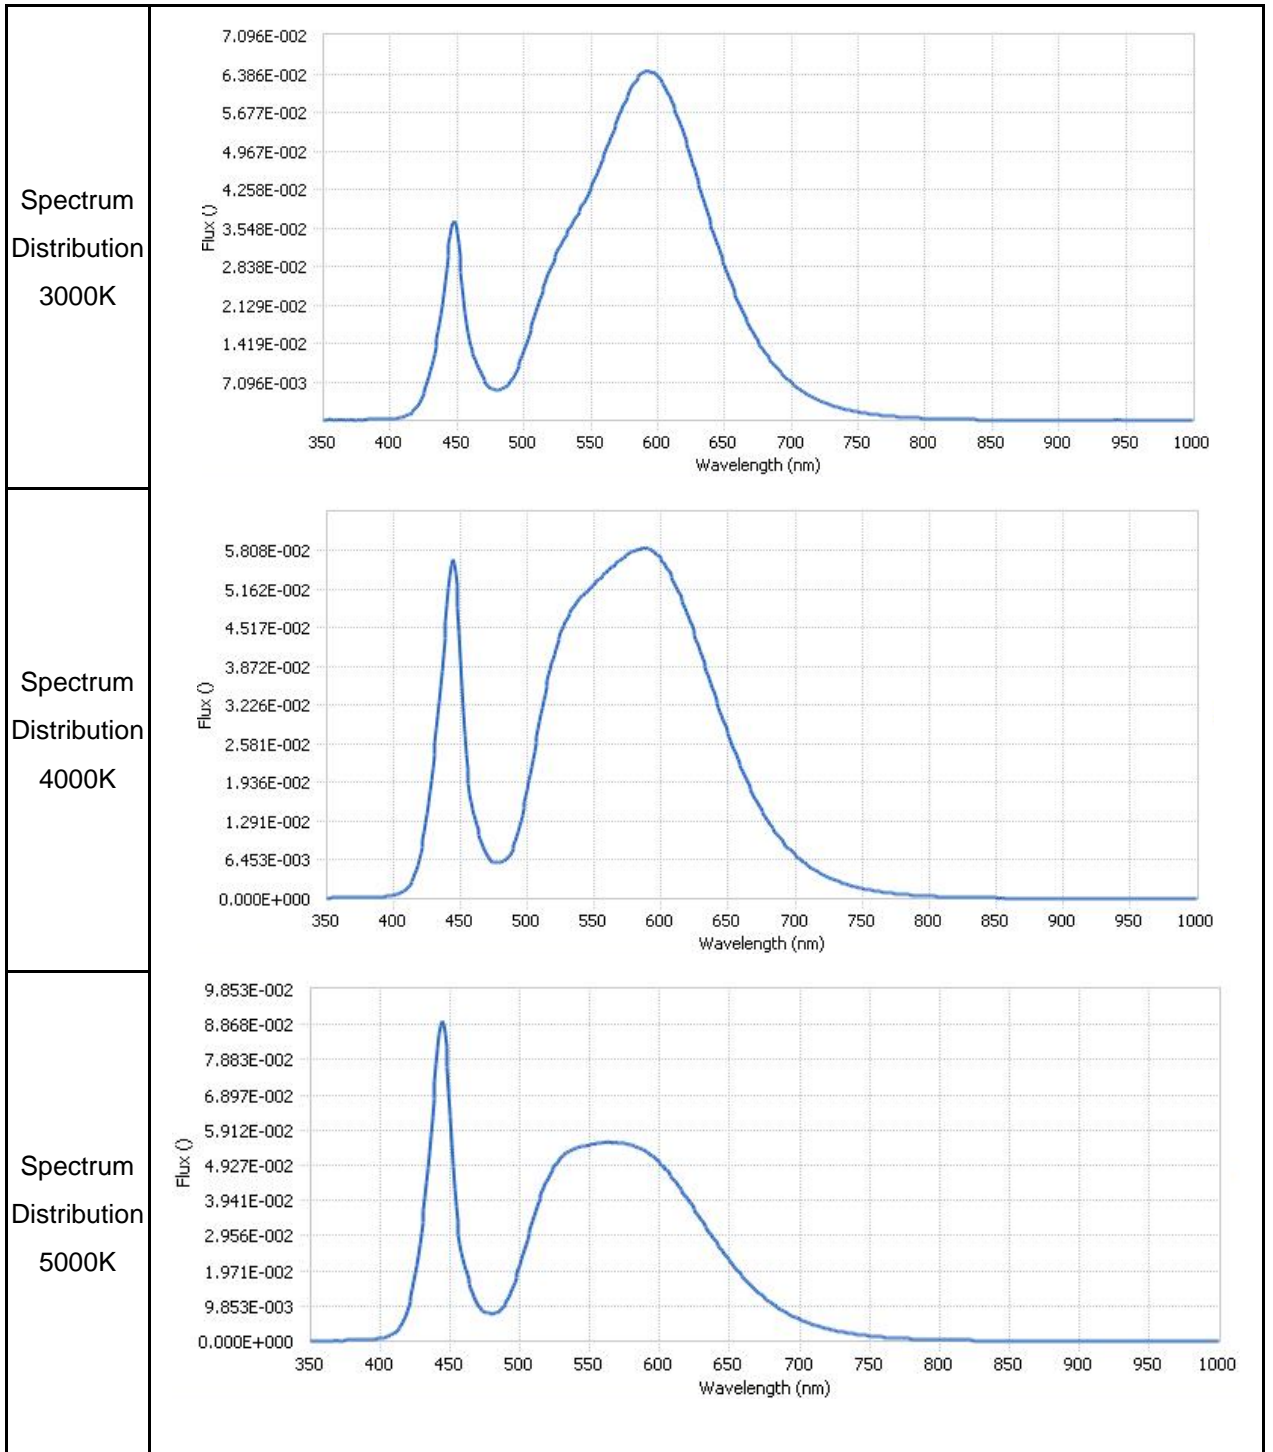 Spectrum
Distribution
3000K
7.096E-002
6.386E-002
5.677E-002
4.967E-002
4.258E-002
3.548E-002
2.838E-002
2.129E-002
1.419E-002
7.096E-003
Flux ()
350 400 450 500 550 600 650 700 750 800 850 900 950 1000
Wavelength (nm)
Spectrum
Distribution
4000K
5.808E-002
5.162E-002
4.517E-002
3.872E-002
3.226E-002
2.581E-002
1.936E-002
1.291E-002
6.453E-003
0.000E+000
Flux ()
350 400 450 500 550 600 650 700 750 800 850 900 950 1000
Wavelength (nm)
Spectrum
Distribution
5000K
9.853E-002
8.868E-002
7.883E-002
6.897E-002
5.912E-002
4.927E-002
3.941E-002
2.956E-002
1.971E-002
9.853E-003
0.000E+000
Flux ()
350 400 450 500 550 600 650 700 750 800 850 900 950 1000
Wavelength (nm)